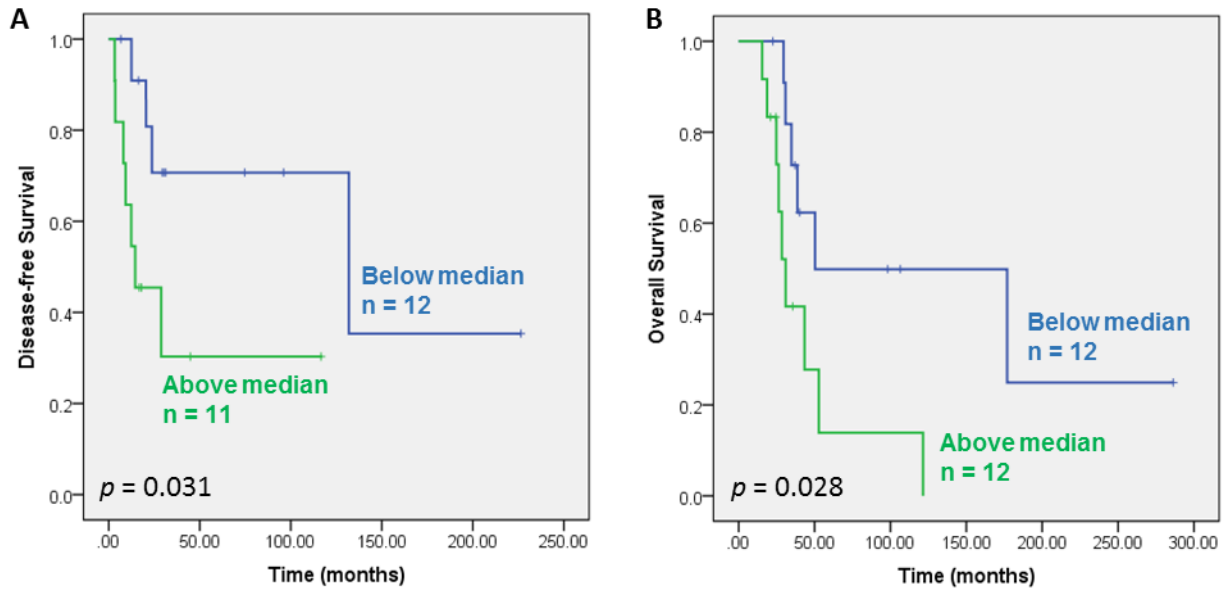 A
Disease-free Survival
1.0
0.8
0.6
0.4
0.2
0.0
Below median
n = 12
Above median
n = 11
p = 0.031
.00 50.00 100.00 150.00 200.00 250.00
Time (months)
B
Overall Survival
1.0
0.8
0.6
0.4
0.2
0.0
Below median
n = 12
Above median
n = 12
p = 0.028
.00 50.00 100.00 150.00 200.00 250.00 300.00
Time (months)